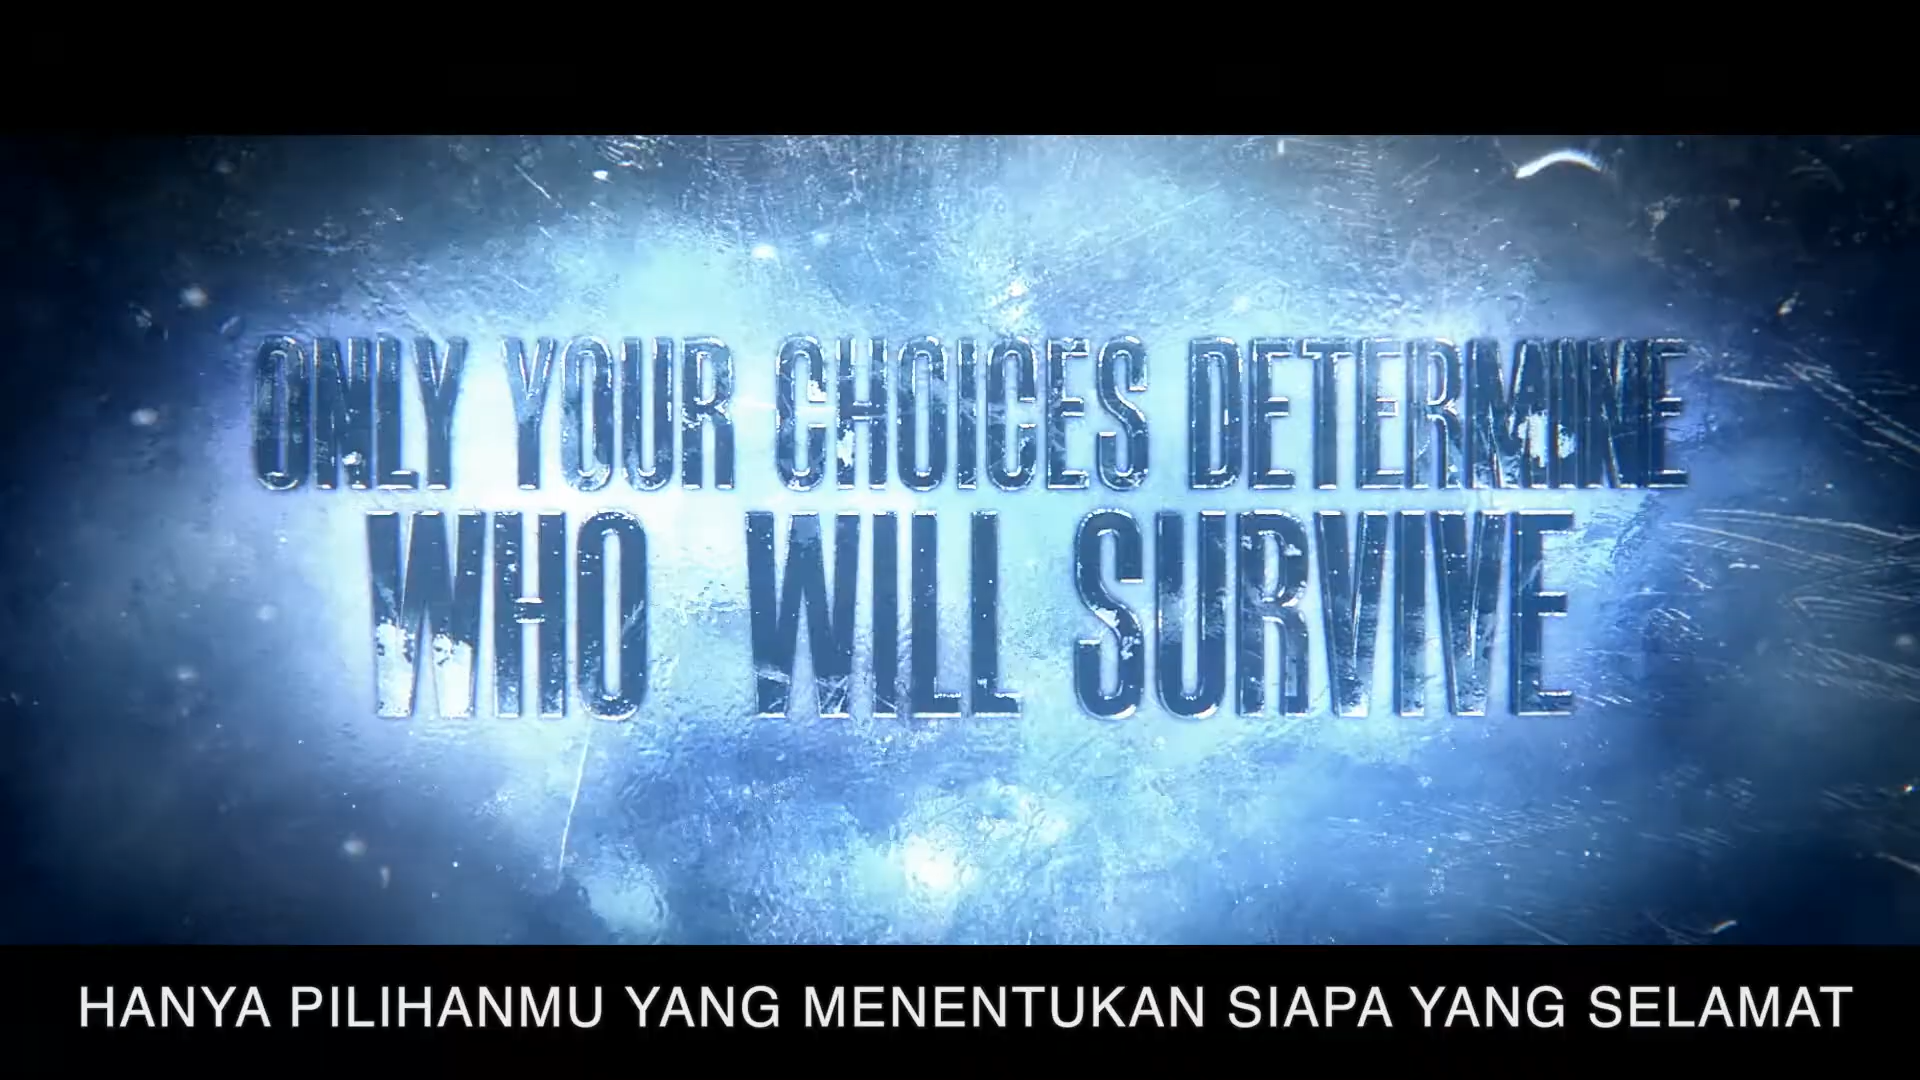 ONLY YOUR CHOICES DETERMINE
WHO WILL SURVIVE
HANYA PILIHANMU YANG MENENTUKAN SIAPA YANG SELAMAT